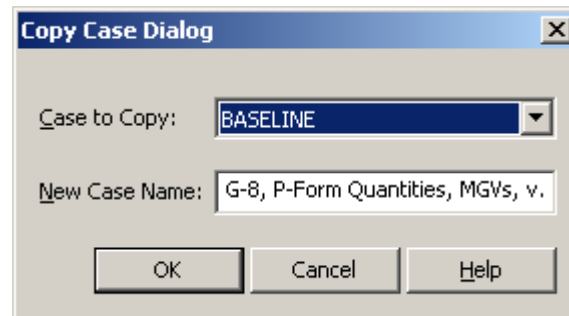 Copy Case Dialog
Case to Copy: BASELINE
New Case Name: G-8, P-Form Quantities, MGVs, v.
OK Cancel Help